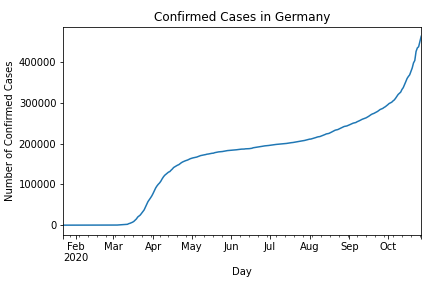 Confirmed Cases in Germany
Number of Confirmed Cases
400000
300000
200000
100000
0
Feb Mar Apr May Jun Jul Aug Sep Oct
2020
Day